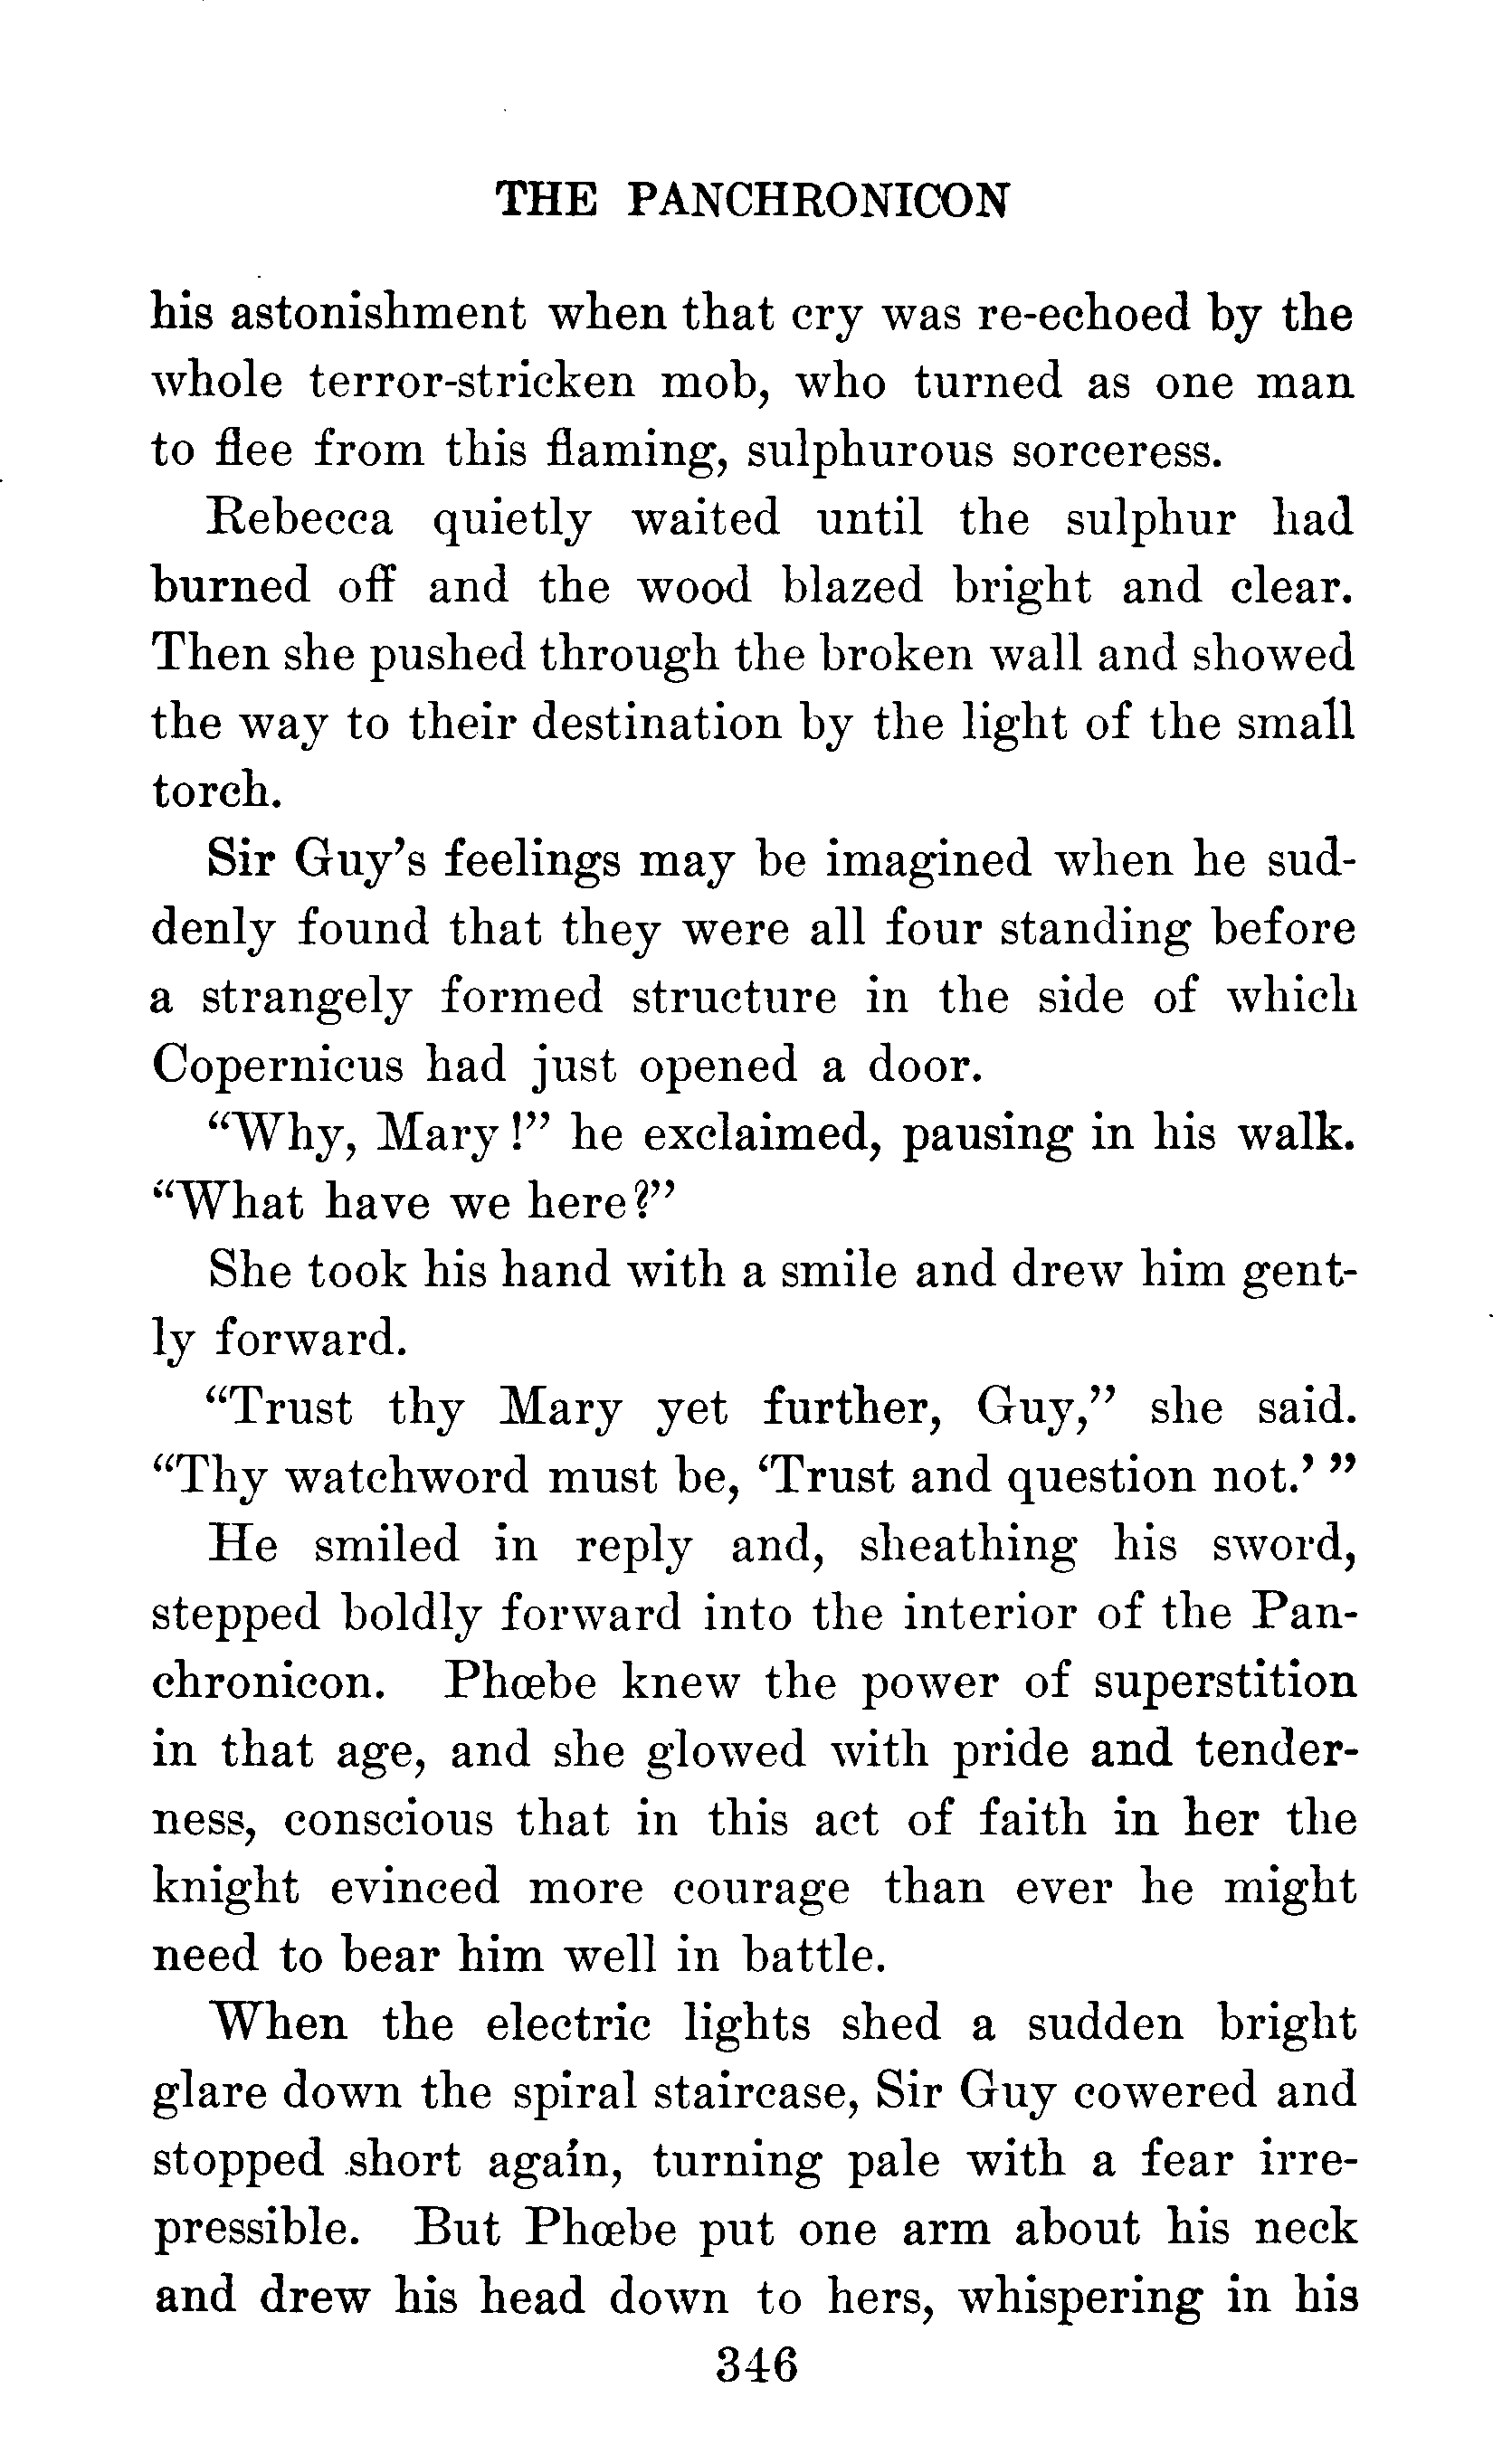 THE PANCHRONICON
his astonishment when that cry was re-echoed by the
whole terror-stricken mob, who turned as one man
to flee from this flaming, sulphurous sorceress.
Rebecca quietly waited until the sulphur had
burned off and the wood blazed bright and clear.
Then she pushed through the broken wall and showed
the way to their destination by the light of the small
torch.
Sir Guy's feelings may be imagined when he sud-
denly found that they were all four standing before
a strangely formed structure in the side of which
Copernicus had just opened a door.
"Why, Mary!" he exclaimed, pausing in his walk.
"What have we here?"
She took his hand with a smile and drew him gent-
ly forward.
"Trust thy Mary yet further, Guy," she said.
"Thy watchword must be, 'Trust and question not.' "
He smiled in reply and, sheathing his sword,
stepped boldly forward into the interior of the Pan-
chronicon. Phœbe knew the power of superstition
in that age, and she glowed with pride and tender-
ness, conscious that in this act of faith in her the
knight evinced more courage than ever he might
need to bear him well in battle.
When the electric lights shed a sudden bright
glare down the spiral staircase, Sir Guy cowered and
stopped short again, turning pale with a fear irre-
pressible. But Phœbe put one arm about his neck
and drew his head down to hers, whispering in his
346